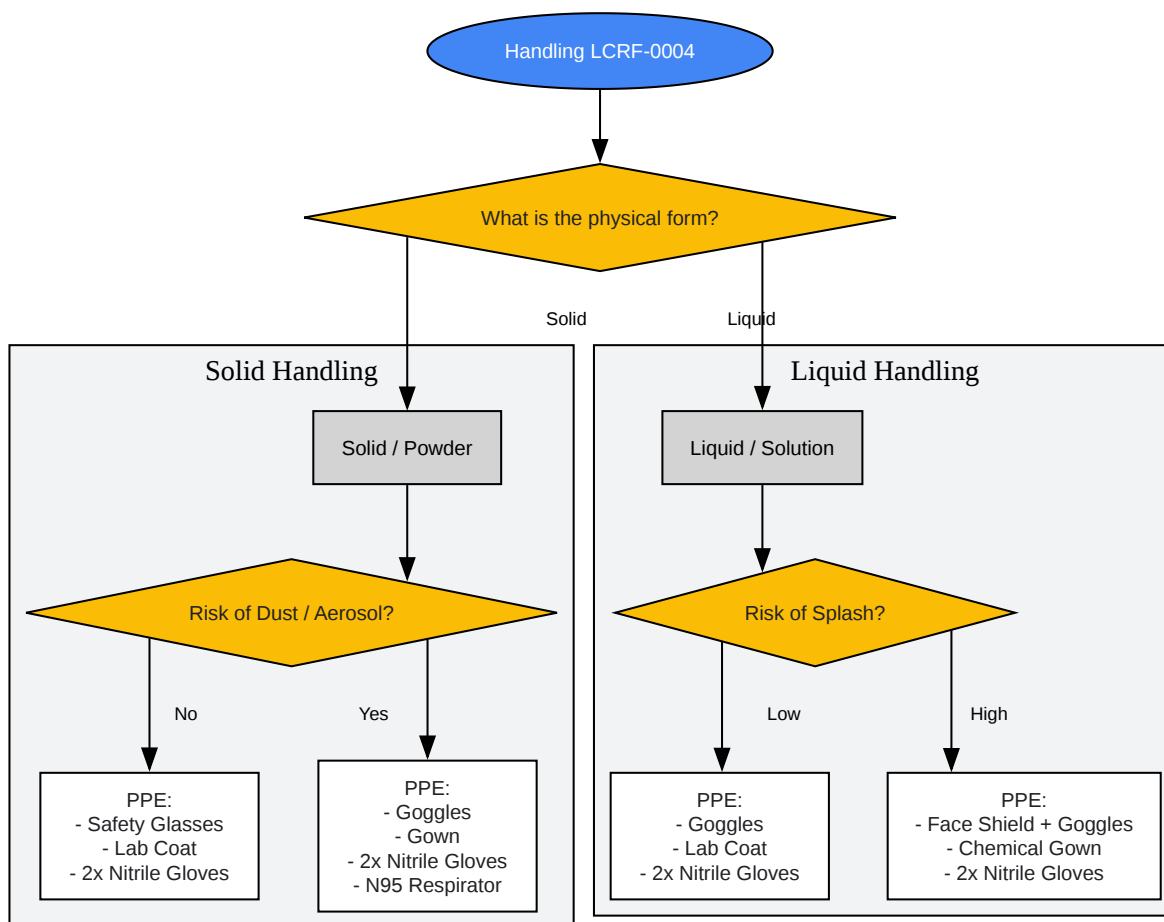 Handling LCRF-0004
What is the physical form?
Solid
Liquid
Solid Handling
Liquid Handling
Solid / Powder
Liquid / Solution
Risk of Dust / Aerosol?
Risk of Splash?
No
Yes
Low
High
PPE:
- Safety Glasses
- Lab Coat
- 2x Nitrile Gloves
PPE:
- Goggles
- Gown
- 2x Nitrile Gloves
- N95 Respirator
PPE:
- Goggles
- Lab Coat
- 2x Nitrile Gloves
PPE:
- Face Shield + Goggles
- Chemical Gown
- 2x Nitrile Gloves